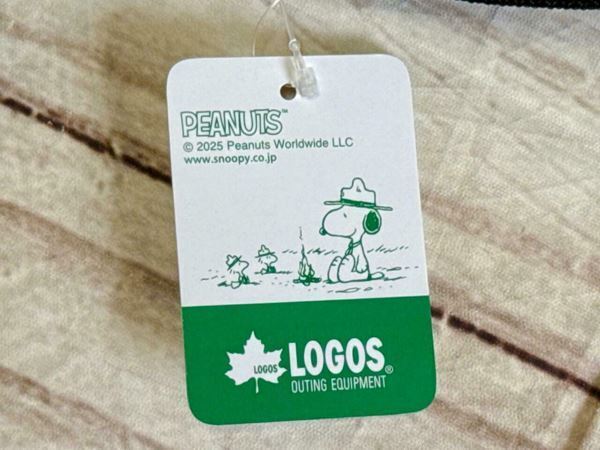 PEANUTS™
© 2025 Peanuts Worldwide LLC
www.snoopy.co.jp
LOGOS
LOGOS®
OUTING EQUIPMENT